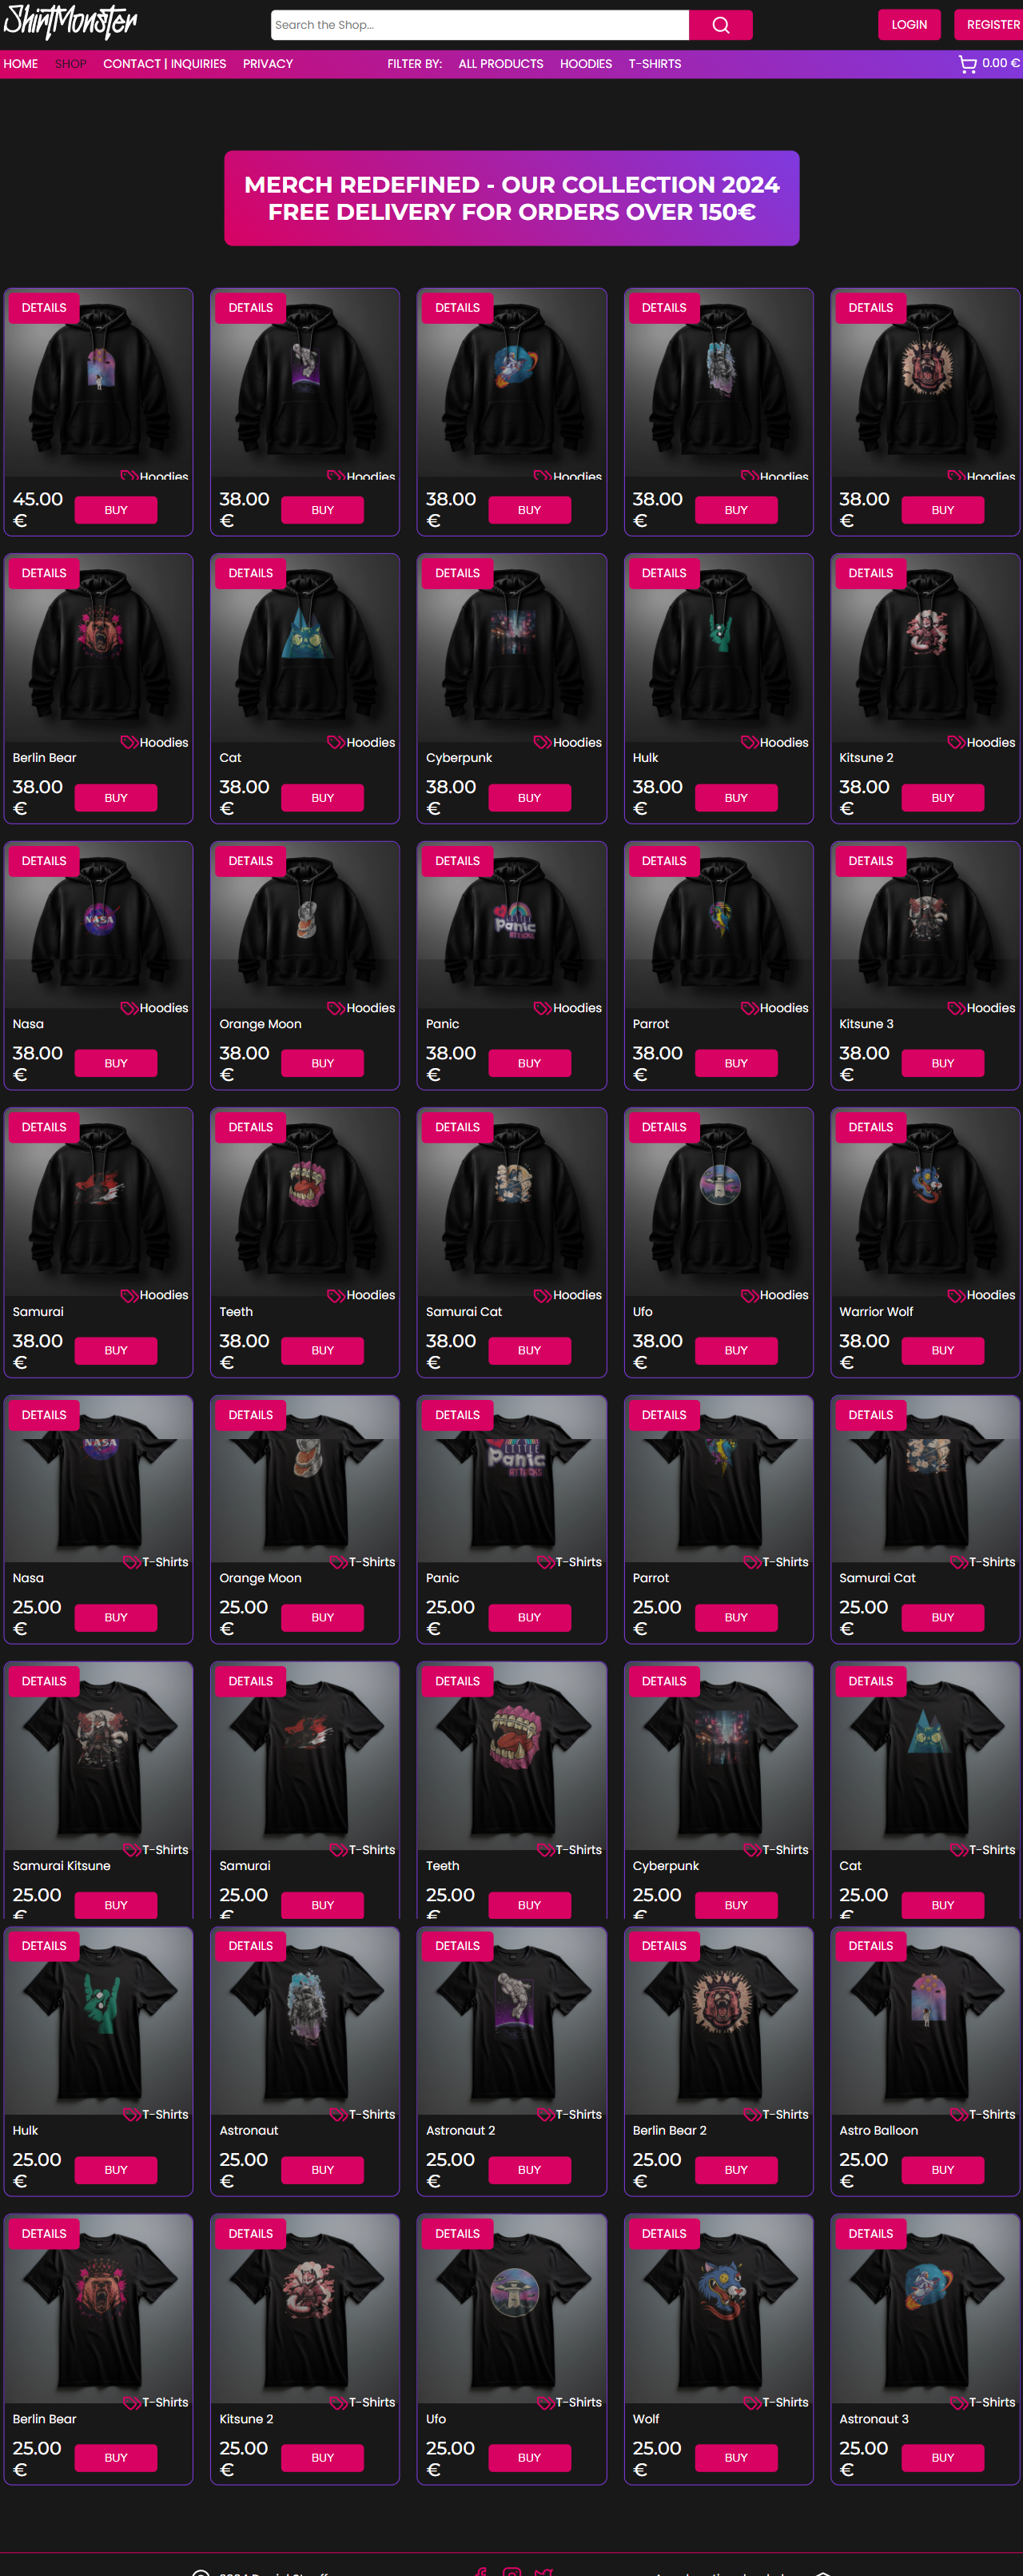 ShirtMonster
Search the Shop...
LOGIN
REGISTER
HOME
SHOP
CONTACT | INQUIRIES
PRIVACY
FILTER BY:
ALL PRODUCTS
HOODIES
T-SHIRTS
0.00 €
MERCH REDEFINED - OUR COLLECTION 2024
FREE DELIVERY FOR ORDERS OVER 150€
DETAILS
DETAILS
DETAILS
DETAILS
DETAILS
Hoodies
Hoodies
Hoodies
Hoodies
Hoodies
45.00 €
BUY
38.00 €
BUY
38.00 €
BUY
38.00 €
BUY
38.00 €
BUY
DETAILS
DETAILS
DETAILS
DETAILS
DETAILS
Hoodies
Hoodies
Hoodies
Hoodies
Hoodies
Berlin Bear
Cat
Cyberpunk
Hulk
Kitsune 2
38.00 €
BUY
38.00 €
BUY
38.00 €
BUY
38.00 €
BUY
38.00 €
BUY
DETAILS
DETAILS
DETAILS
DETAILS
DETAILS
NASA
Panic
Hoodies
Hoodies
Hoodies
Hoodies
Hoodies
Nasa
Orange Moon
Panic
Parrot
Kitsune 3
38.00 €
BUY
38.00 €
BUY
38.00 €
BUY
38.00 €
BUY
38.00 €
BUY
DETAILS
DETAILS
DETAILS
DETAILS
DETAILS
Hoodies
Hoodies
Hoodies
Hoodies
Hoodies
Samurai
Teeth
Samurai Cat
Ufo
Warrior Wolf
38.00 €
BUY
38.00 €
BUY
38.00 €
BUY
38.00 €
BUY
38.00 €
BUY
DETAILS
DETAILS
DETAILS
DETAILS
DETAILS
NASA
LITTLE
Panic
ATTACKS
T-Shirts
T-Shirts
T-Shirts
T-Shirts
T-Shirts
Nasa
Orange Moon
Panic
Parrot
Samurai Cat
25.00 €
BUY
25.00 €
BUY
25.00 €
BUY
25.00 €
BUY
25.00 €
BUY
DETAILS
DETAILS
DETAILS
DETAILS
DETAILS
T-Shirts
T-Shirts
T-Shirts
T-Shirts
T-Shirts
Samurai Kitsune
Samurai
Teeth
Cyberpunk
Cat
25.00 €
BUY
25.00 €
BUY
25.00 €
BUY
25.00 €
BUY
25.00 €
BUY
DETAILS
DETAILS
DETAILS
DETAILS
DETAILS
T-Shirts
T-Shirts
T-Shirts
T-Shirts
T-Shirts
Hulk
Astronaut
Astronaut 2
Berlin Bear 2
Astro Balloon
25.00 €
BUY
25.00 €
BUY
25.00 €
BUY
25.00 €
BUY
25.00 €
BUY
DETAILS
DETAILS
DETAILS
DETAILS
DETAILS
T-Shirts
T-Shirts
T-Shirts
T-Shirts
T-Shirts
Berlin Bear
Kitsune 2
Ufo
Wolf
Astronaut 3
25.00 €
BUY
25.00 €
BUY
25.00 €
BUY
25.00 €
BUY
25.00 €
BUY